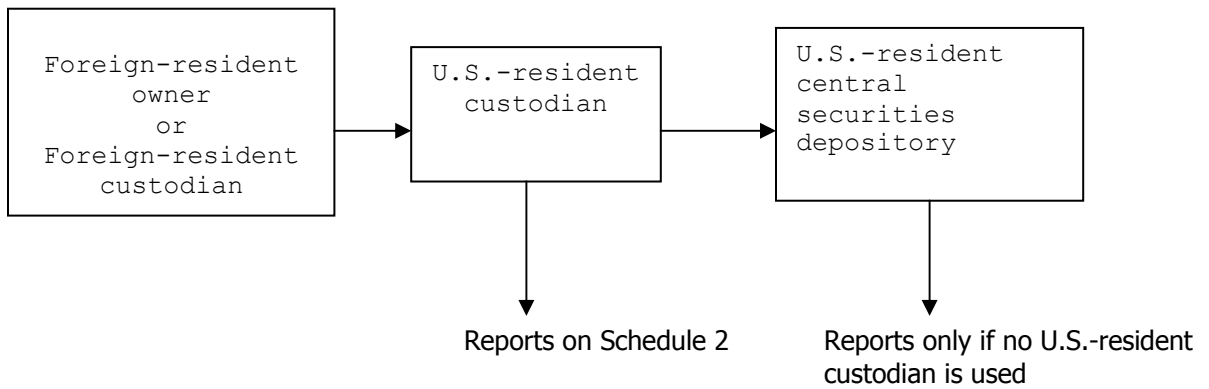 Foreign-resident
owner
or
Foreign-resident
custodian
U.S.-resident
custodian
U.S.-resident
central
securities
depository
Reports on Schedule 2
Reports only if no U.S.-resident
custodian is used